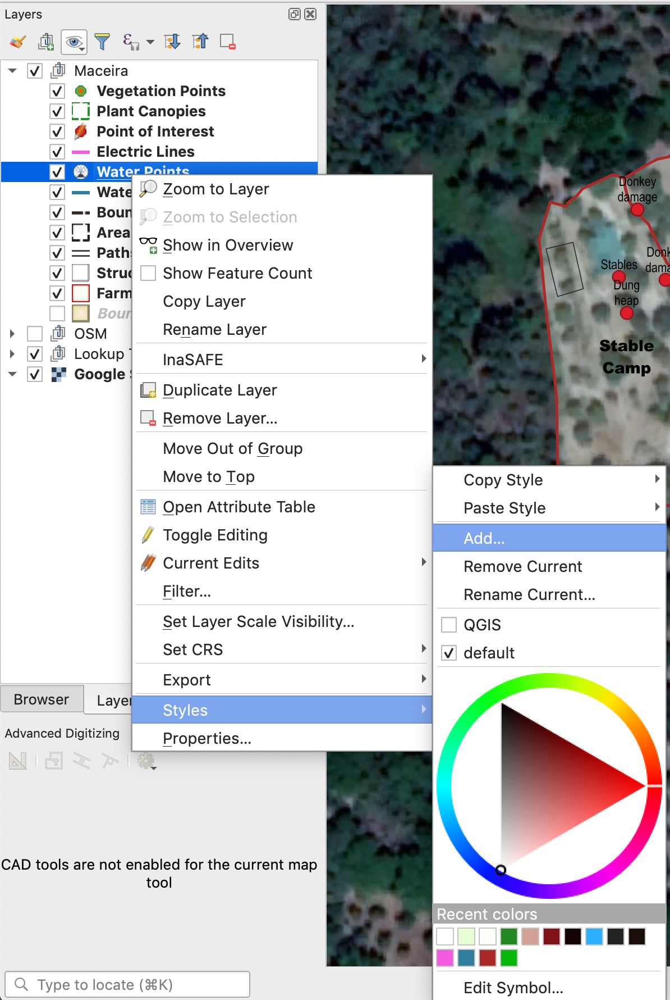 Layers
Maceira
Vegetation Points
Plant Canopies
Point of Interest
Electric Lines
Water Points
Wate
Boun
Area
Paths
Struc
Farm
Boun
OSM
Lookup
Google
Zoom to Layer
Zoom to Selection
Show in Overview
Show Feature Count
Copy Layer
Rename Layer
InaSAFE
Duplicate Layer
Remove Layer...
Move Out of Group
Move to Top
Open Attribute Table
Toggle Editing
Current Edits
Filter...
Set Layer Scale Visibility...
Set CRS
Export
Styles
Properties...
Donkey
damage
Donk
dama
Stables
Dung
heap
Stable
Camp
Copy Style
Paste Style
Add...
Remove Current
Rename Current...
QGIS
default
Recent colors
Edit Symbol...
Browser
Layer
Advanced Digitizing
CAD tools are not enabled for the current map
tool
Type to locate (⌘K)